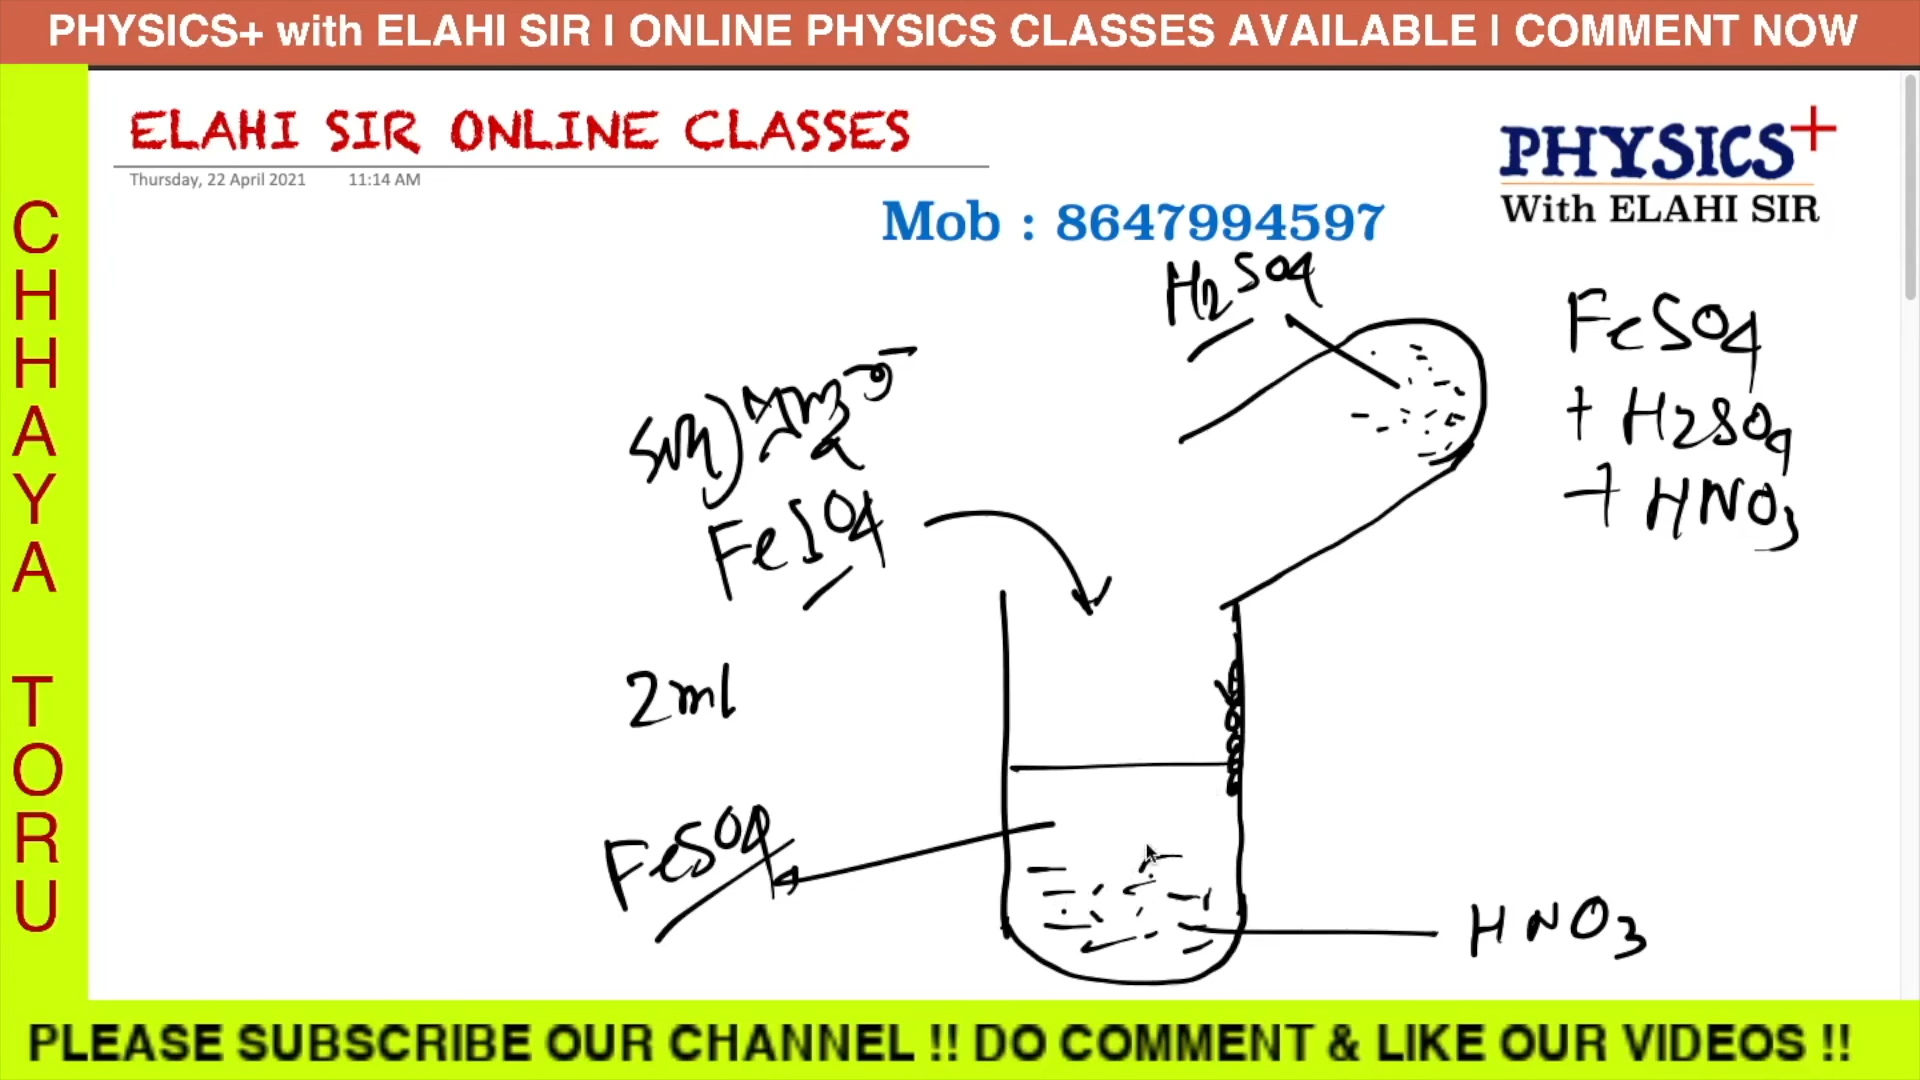 PHYSICS+ with ELAHI SIR I ONLINE PHYSICS CLASSES AVAILABLE I COMMENT NOW
ELAHI SIR ONLINE CLASSES
Thursday, 22 April 2021 11:14 AM
PHYSICS+
With ELAHI SIR
Mob : 8647994597
CHHAYA TORU
H2SO4
FeSO4
+ H2SO4
+ HNO3
FeSO4
2ml
FeSO4
HNO3
PLEASE SUBSCRIBE OUR CHANNEL !! DO COMMENT & LIKE OUR VIDEOS !!